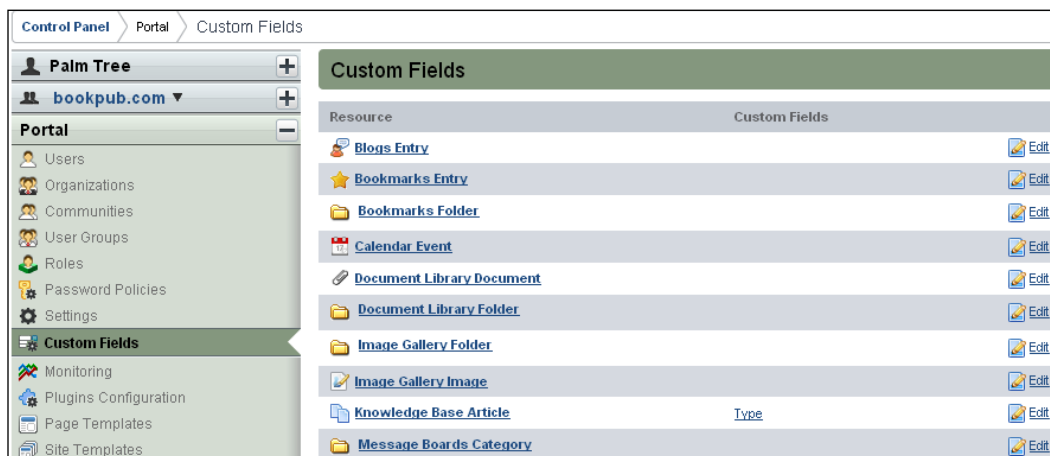 Control Panel Portal Custom Fields
Palm Tree
bookpub.com
Portal
Users
Organizations
Communities
User Groups
Roles
Password Policies
Settings
Custom Fields
Monitoring
Plugins Configuration
Page Templates
Site Templates
Custom Fields
Resource Custom Fields
Blogs Entry Edit
Bookmarks Entry Edit
Bookmarks Folder Edit
Calendar Event Edit
Document Library Document Edit
Document Library Folder Edit
Image Gallery Folder Edit
Image Gallery Image Edit
Knowledge Base Article Type Edit
Message Boards Category Edit